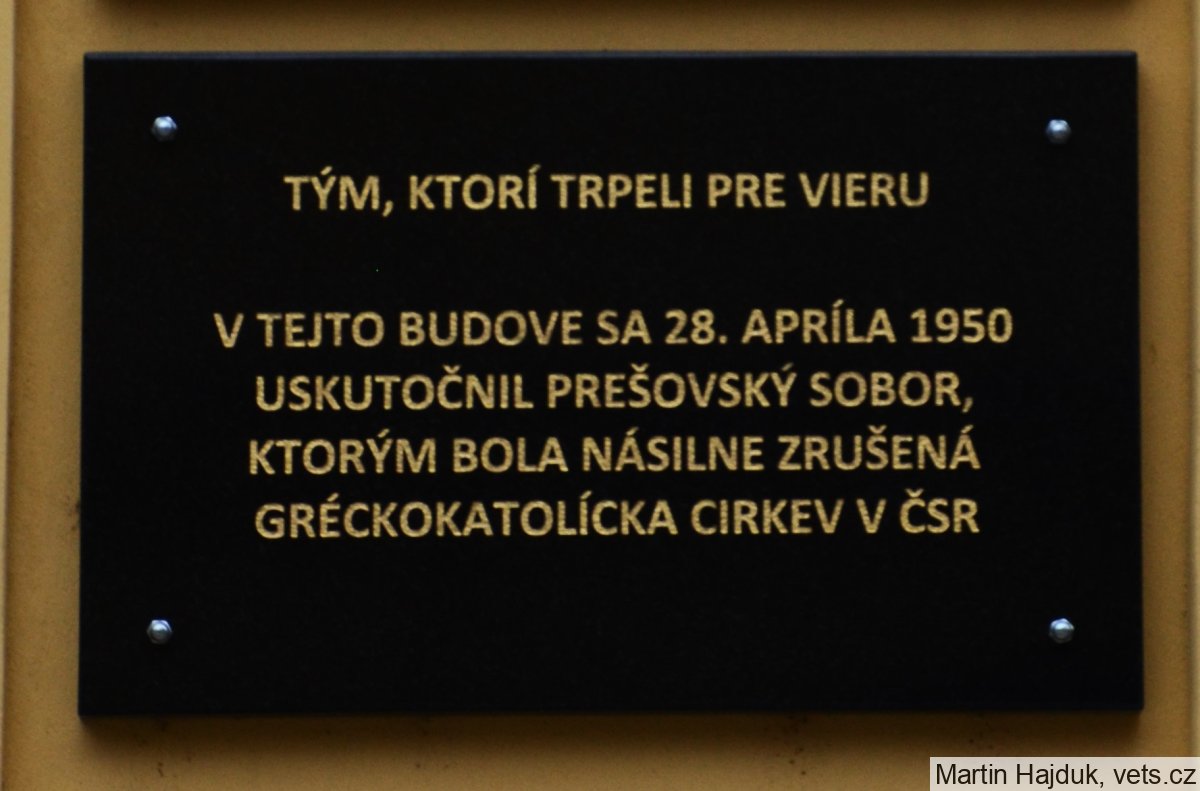 TÝM, KTORÍ TRPELI PRE VIERU
V TEJTO BUDOVE SA 28. APRÍLA 1950
USKUTOČNIL PREŠOVSKÝ SOBOR,
KTORÝM BOLA NÁSILNE ZRUŠENÁ
GRÉCKOKATOLÍCKA CIRKEV V ČSR
Martin Hajduk, vets.cz